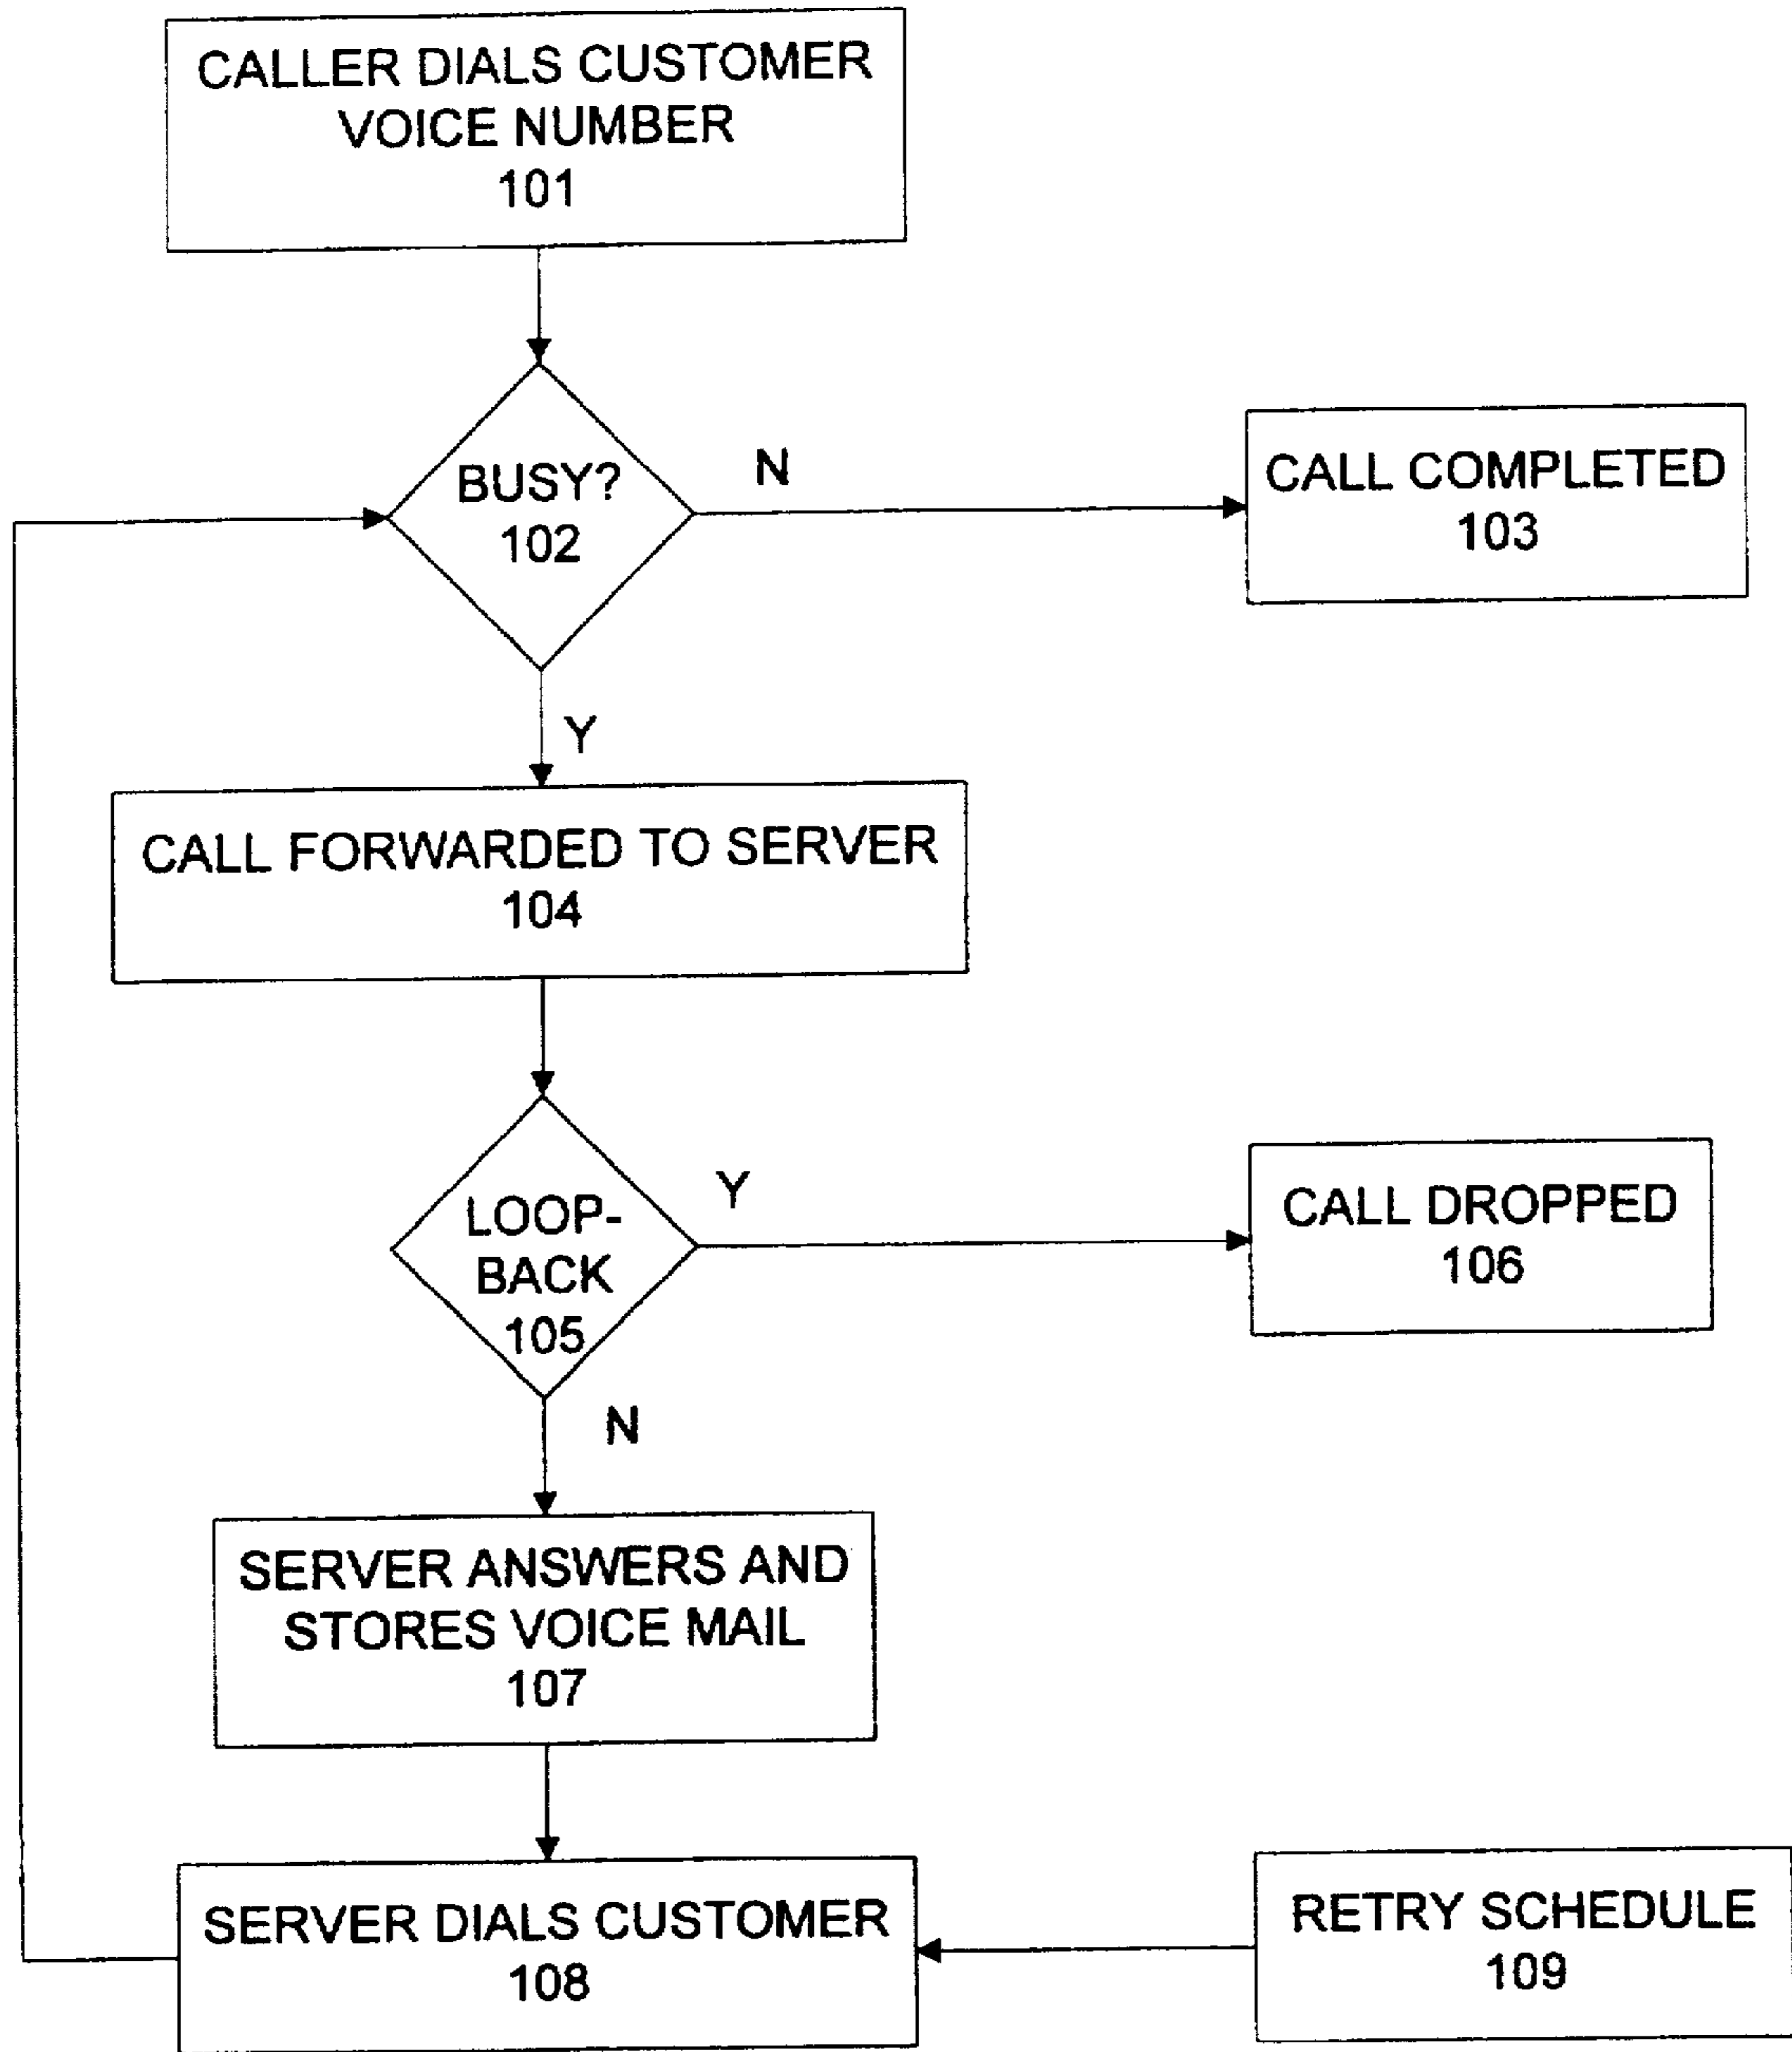 CALLER DIALS CUSTOMER
VOICE NUMBER
101
BUSY?
102
N
CALL COMPLETED
103
Y
CALL FORWARDED TO SERVER
104
LOOP-
BACK
105
Y
CALL DROPPED
106
N
SERVER ANSWERS AND
STORES VOICE MAIL
107
SERVER DIALS CUSTOMER
108
RETRY SCHEDULE
109